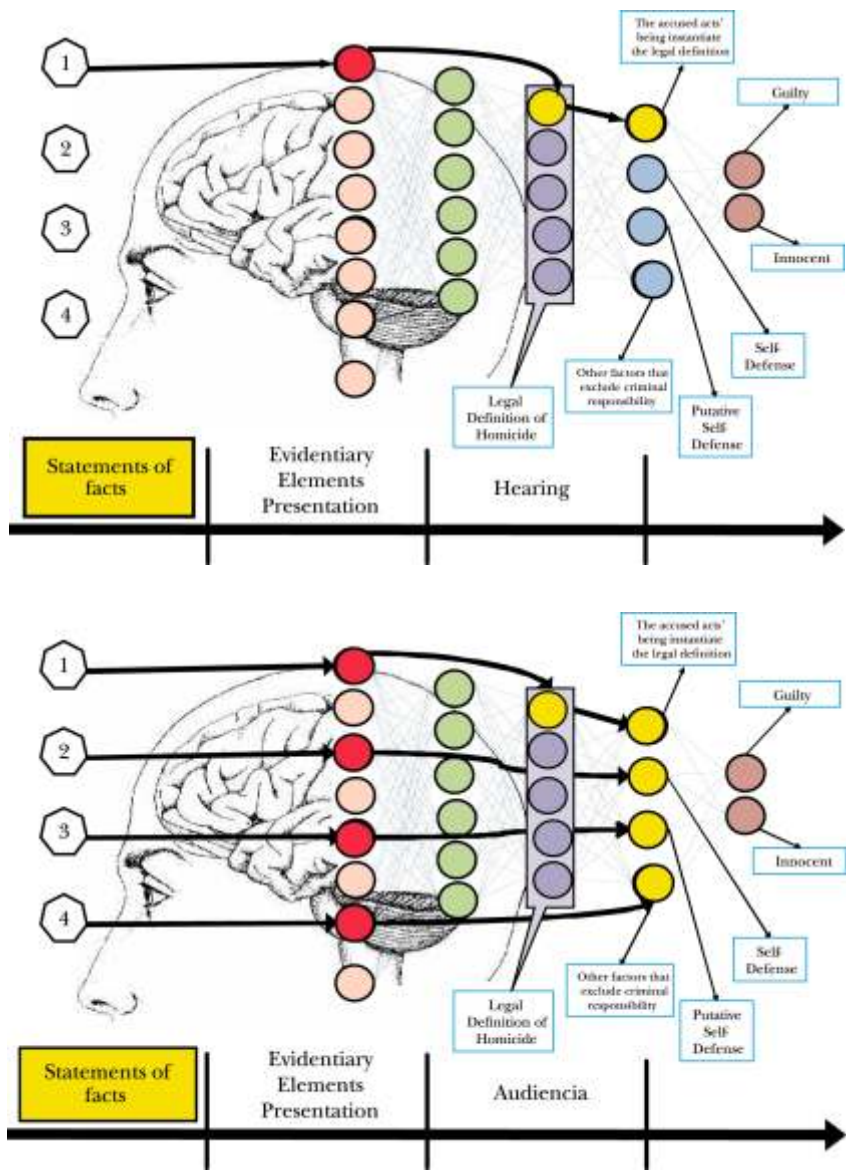 The accused acts'
being instantiate
the legal definition
1
Guilty
2
3
Innocent
4
Self-
Defense
Other factors that
exclude criminal
responsibility
Legal
Definition of
Homicide
Putative
Self-
Defense
Statements of
facts
Evidentiary
Elements
Presentation
Hearing
The accused acts'
being instantiate
the legal definition
1
Guilty
2
3
Innocent
4
Self-
Defense
Other factors that
exclude criminal
responsibility
Legal
Definition of
Homicide
Putative
Self-
Defense
Statements of
facts
Evidentiary
Elements
Presentation
Audiencia